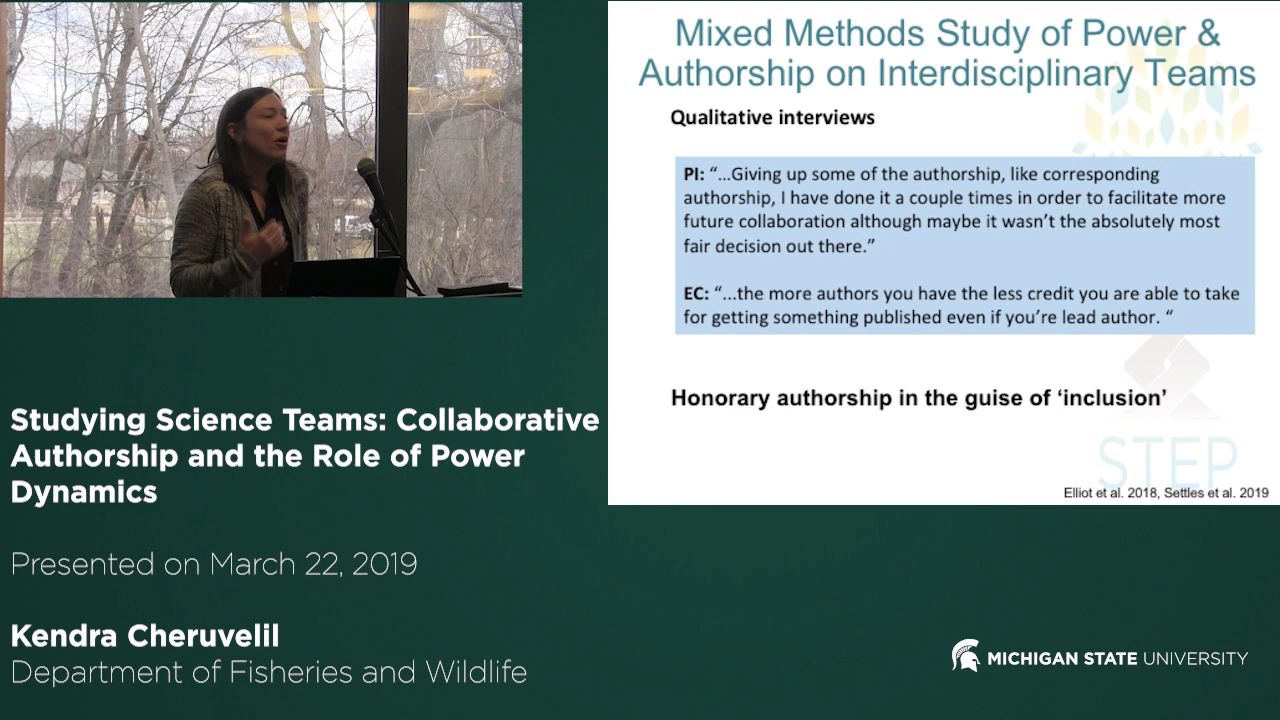 Mixed Methods Study of Power &
Authorship on Interdisciplinary Teams
Qualitative interviews
PI: “...Giving up some of the authorship, like corresponding
authorship, I have done it a couple times in order to facilitate more
future collaboration although maybe it wasn’t the absolutely most
fair decision out there.”
EC: “...the more authors you have the less credit you are able to take
for getting something published even if you’re lead author. “
Honorary authorship in the guise of ‘inclusion’
STEP
Elliot et al. 2018, Settles et al. 2019
Studying Science Teams: Collaborative
Authorship and the Role of Power
Dynamics
Presented on March 22, 2019
Kendra Cheruvelil
Department of Fisheries and Wildlife
MICHIGAN STATE UNIVERSITY